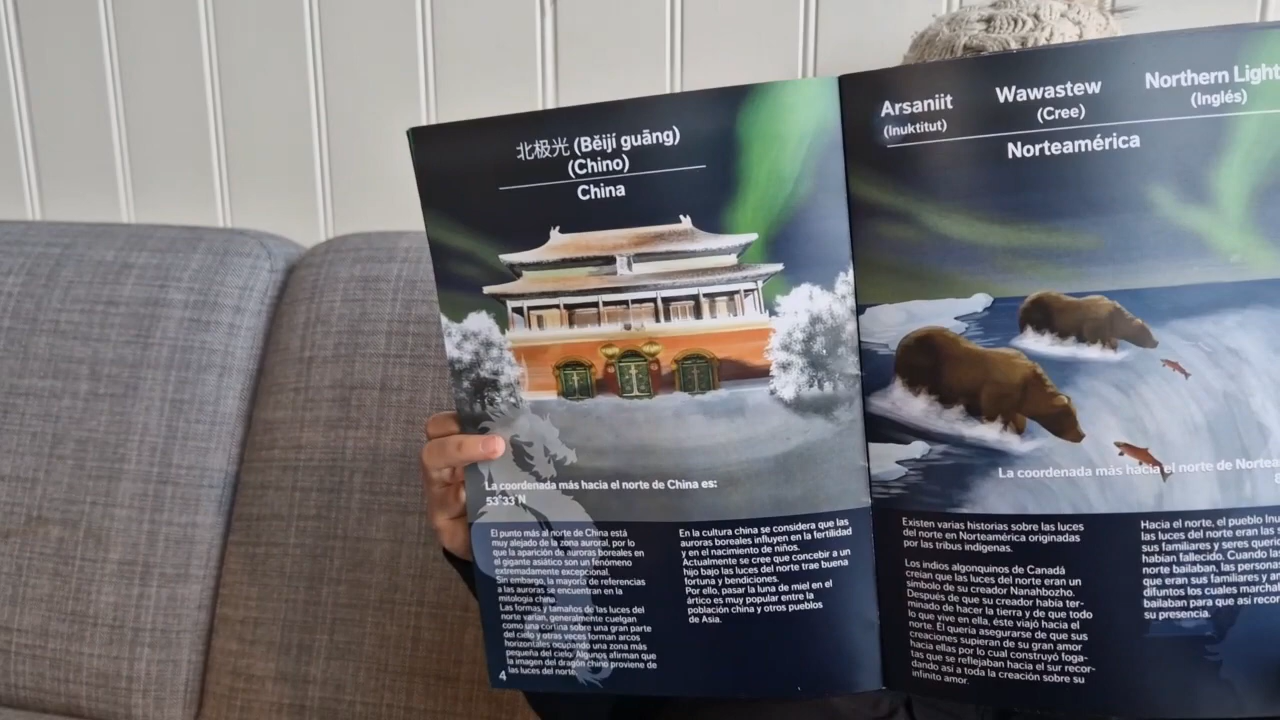 北极光 (Běijí guāng)
(Chino)
China
La coordenada más hacia el norte de China es:
53°33'N
El punto más al norte de China está
muy alejado de la zona auroral, por lo
que la aparición de auroras boreales en
el gigante asiático son un fenómeno
extremadamente excepcional.
Sin embargo, la mayoría de referencias
a las auroras se encuentran en la
mitología china.
Las formas y tamaños de las luces del
norte varían, generalmente cuelgan
como una cortina sobre una gran parte
del cielo y otras veces forman arcos
horizontales ocupando una zona más
pequeña del cielo. Algunos afirman que
la imagen del dragón chino proviene de
las luces del norte.
4
En la cultura china se considera que las
auroras boreales influyen en la fertilidad
y en el nacimiento de niños.
Actualmente se cree que concebir a un
hijo bajo las luces del norte trae buena
fortuna y bendiciones.
Por ello, pasar la luna de miel en el
ártico es muy popular entre la
población china y otros pueblos
de Asia.
Arsaniit
(Inuktitut)
Wawastew
(Cree)
Northern Light
(Inglés)
Norteamérica
La coordenada más hacia el norte de Nortea
8
Existen varias historias sobre las luces
del norte en Norteamérica originadas
por las tribus indígenas.
Los indios algonquinos de Canadá
creían que las luces del norte eran un
símbolo de su creador Nanahbozho.
Después de que su creador había ter-
minado de hacer la tierra y de que todo
lo que vive en ella, éste viajó hacia el
norte. El quería asegurarse de que sus
creaciones supieran de su gran amor
hacia ellas por lo cual construyó foga-
tas que se reflejaban hacia el sur recor-
dando así a toda la creación sobre su
infinito amor.
Hacia el norte, el pueblo Inu
las luces del norte eran las
sus familiares y seres queri
habían fallecido. Cuando la
norte bailaban, las persona
que eran sus familiares y a
difuntos los cuales marcha
bailaban para que así reco
su presencia.